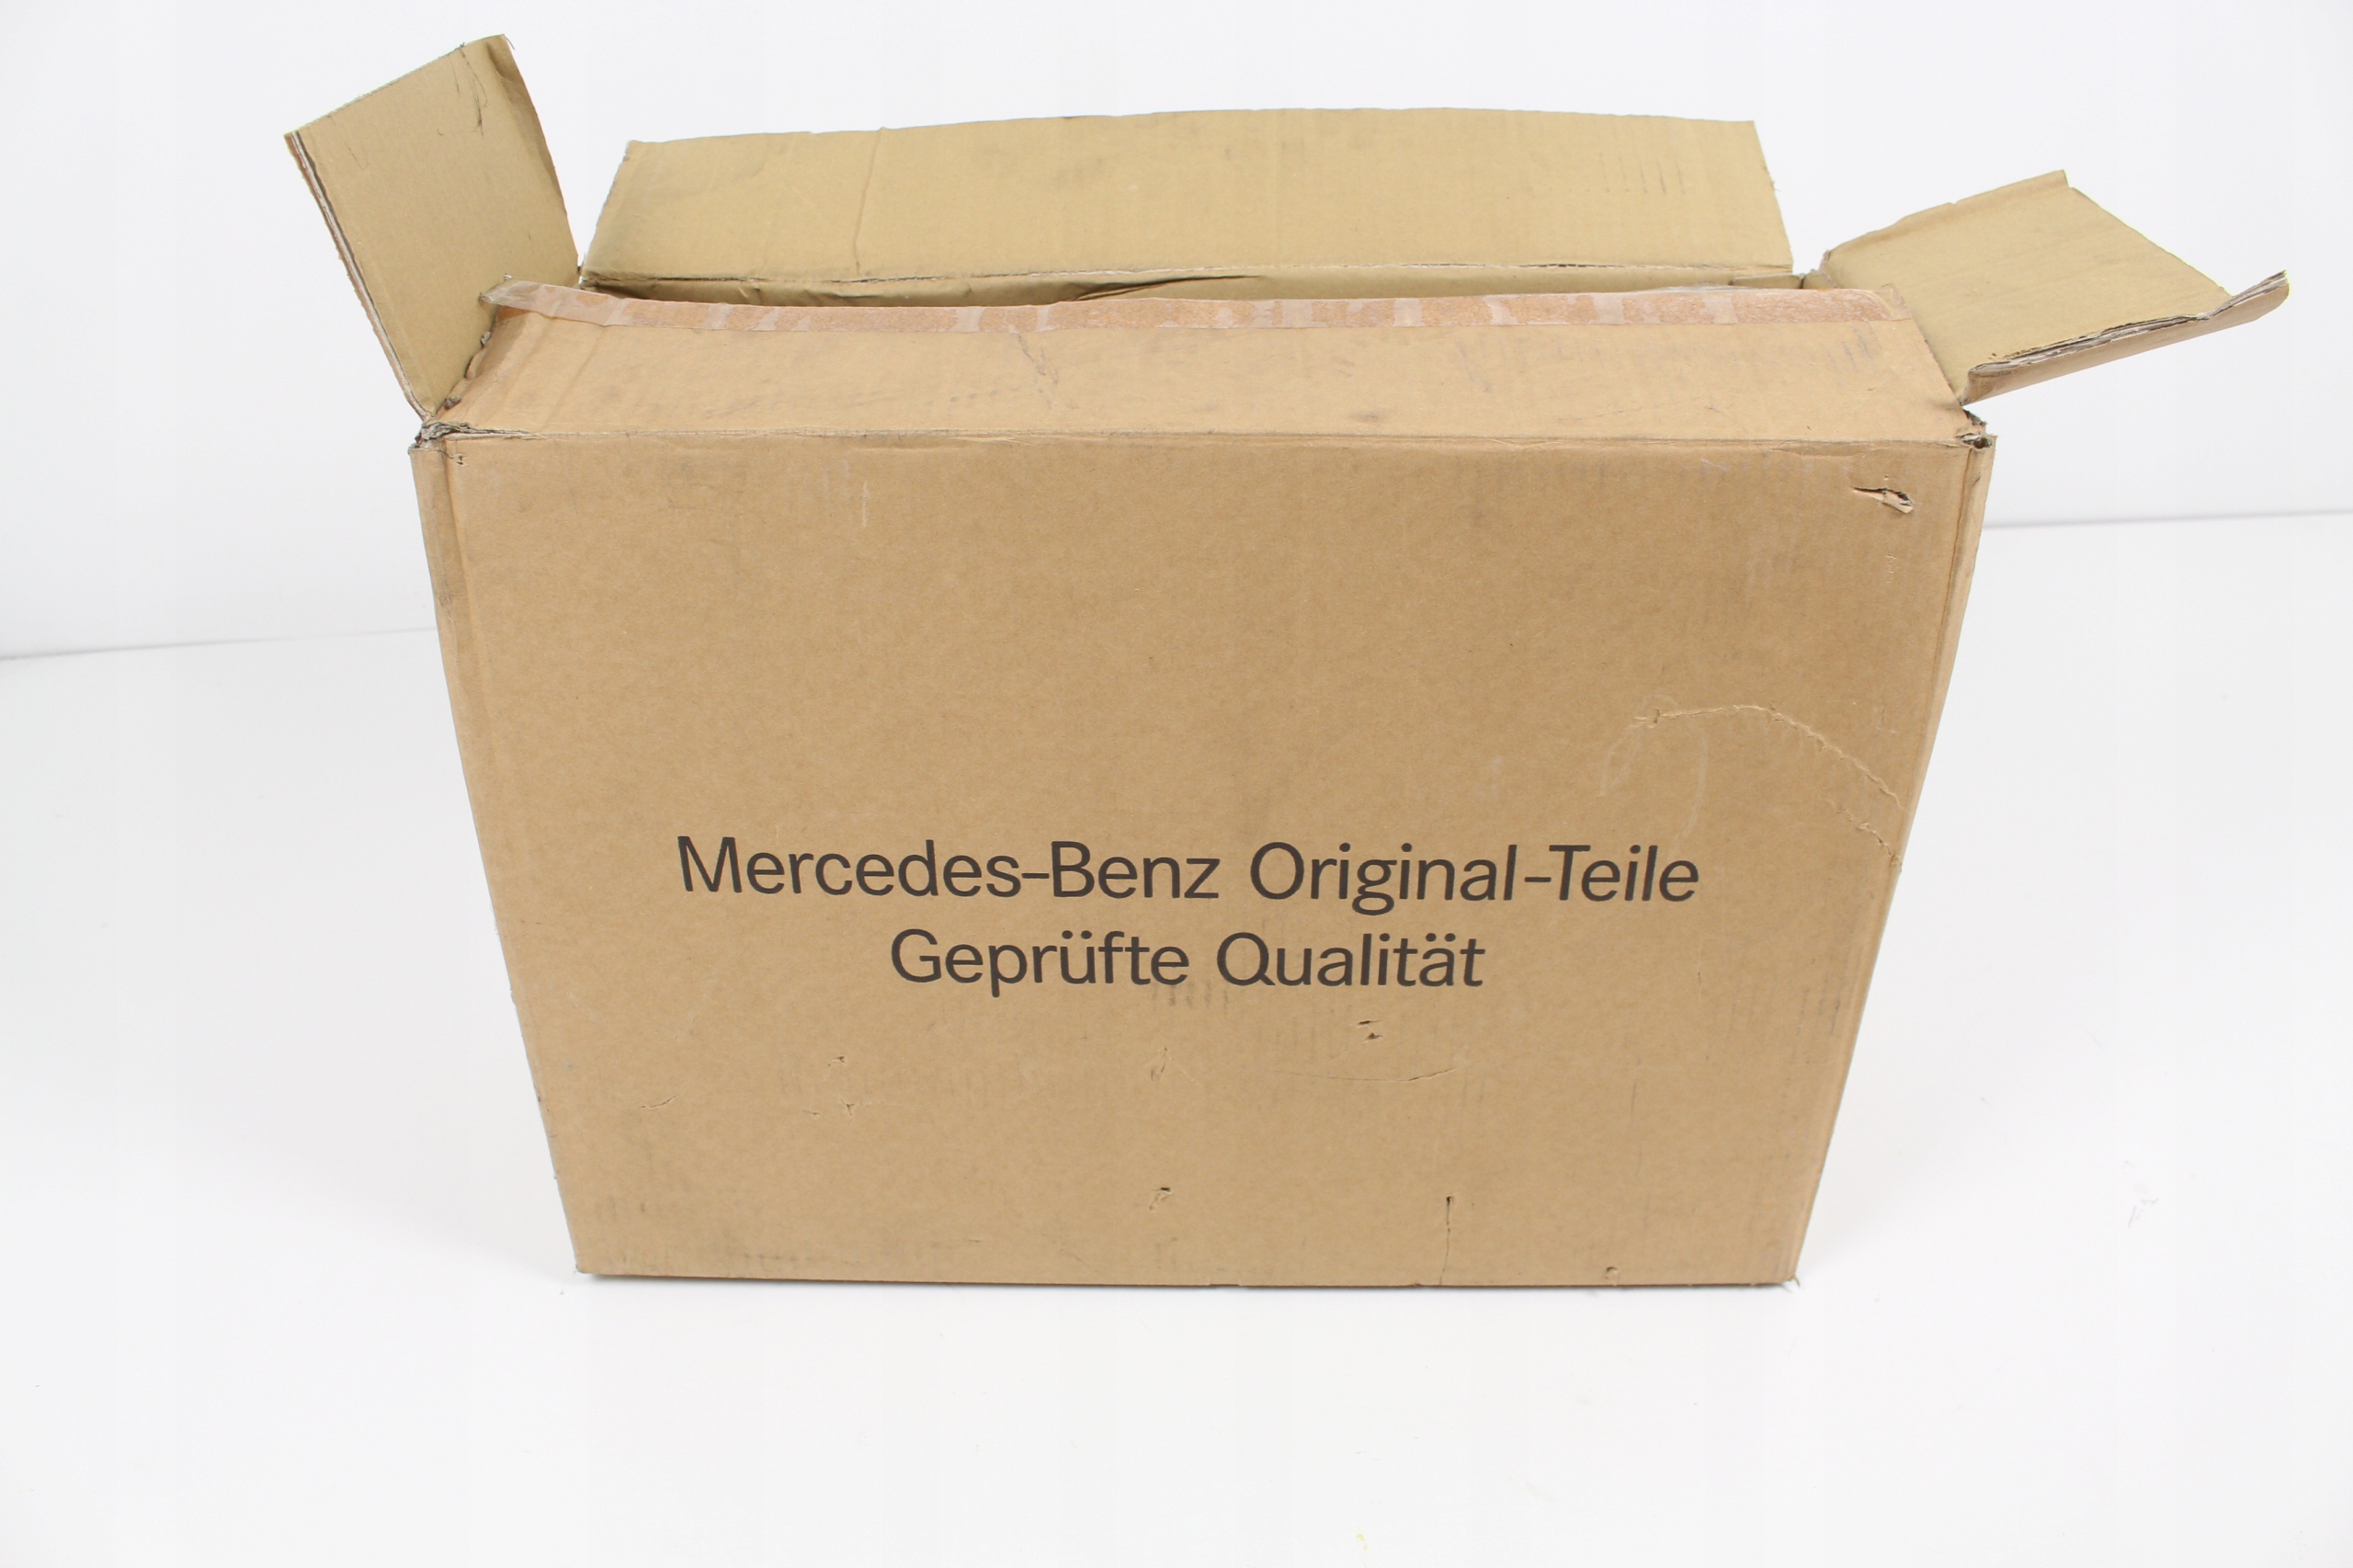 Mercedes-Benz Original-Teile
Geprüfte Qualität